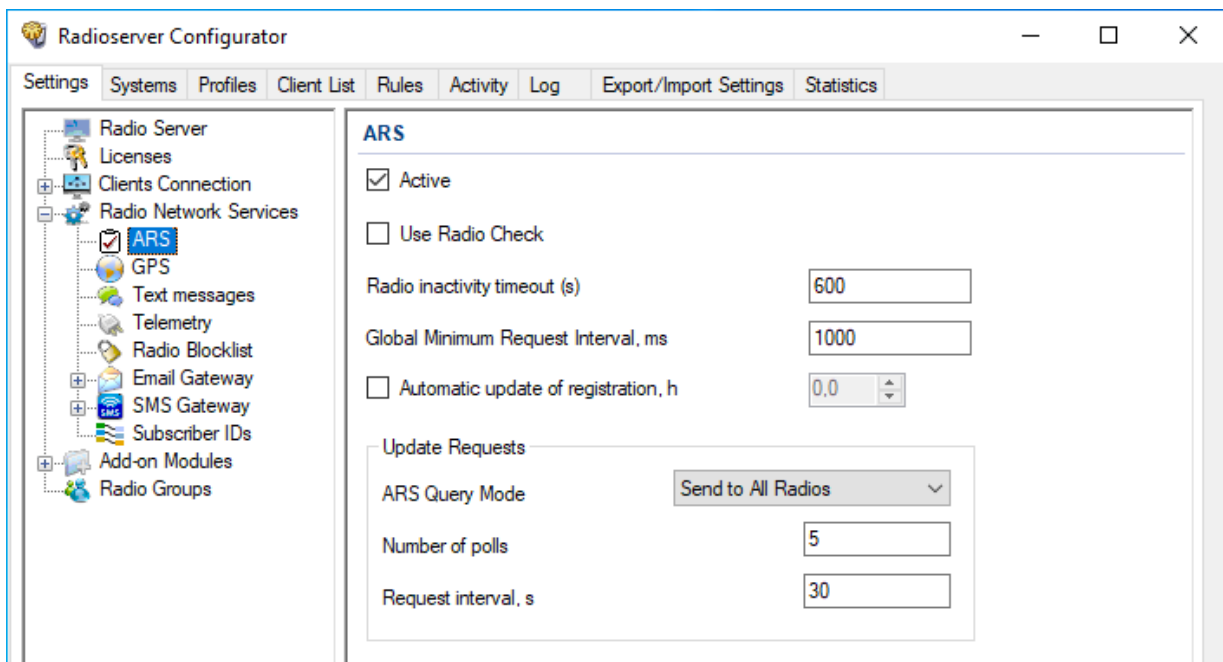 Radioserver Configurator
Settings Systems Profiles Client List Rules Activity Log Export/Import Settings Statistics
Radio Server
Licenses
Clients Connection
Radio Network Services
ARS
GPS
Text messages
Telemetry
Radio Blocklist
Email Gateway
SMS Gateway
Subscriber IDs
Add-on Modules
Radio Groups
ARS
Active
Use Radio Check
Radio inactivity timeout (s) 600
Global Minimum Request Interval, ms 1000
Automatic update of registration, h 0,0
Update Requests
ARS Query Mode Send to All Radios
Number of polls 5
Request interval, s 30